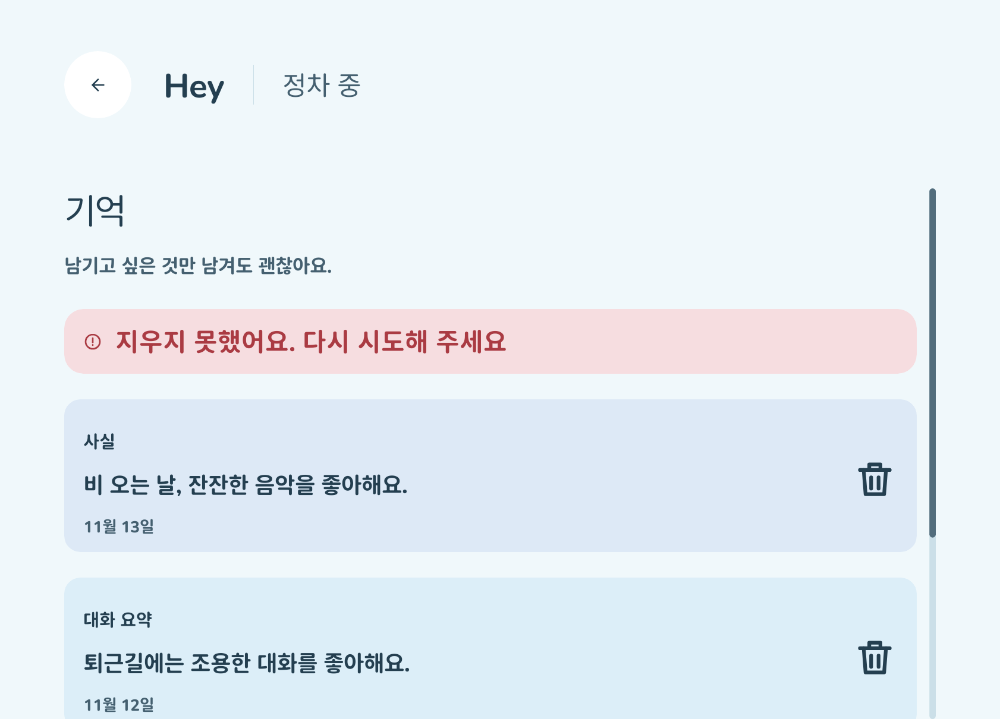 Hey
정차 중
기억
남기고 싶은 것만 남겨도 괜찮아요.
지우지 못했어요. 다시 시도해 주세요
사실
비 오는 날, 잔잔한 음악을 좋아해요.
11월 13일
대화 요약
퇴근길에는 조용한 대화를 좋아해요.
11월 12일